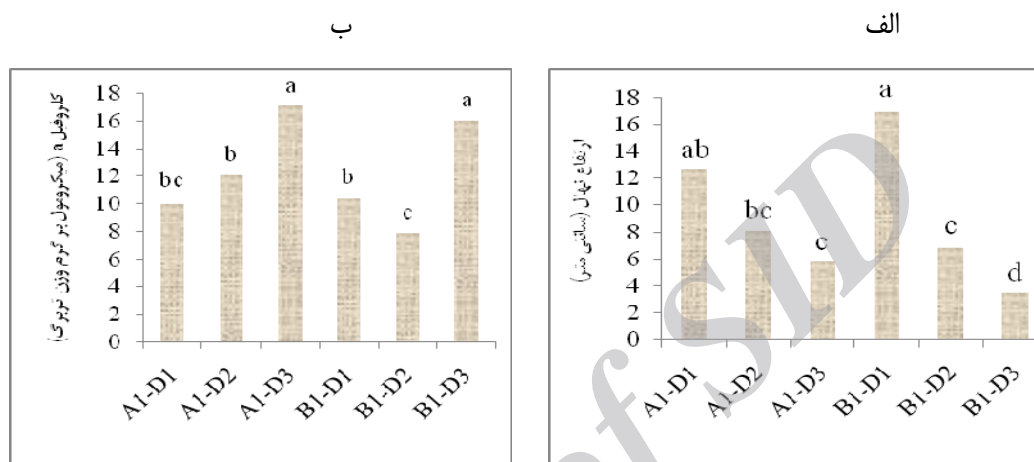 الف
ارتفاع نهال (سانتی متر)
18
16
14
12
10
8
6
4
2
0
ab
bc
c
a
c
d
A1-D1
A1-D2
A1-D3
B1-D1
B1-D2
B1-D3
ب
کلروفیل a (میکرومول بر گرم وزن تر برگ)
18
16
14
12
10
8
6
4
2
0
bc
b
a
b
c
a
A1-D1
A1-D2
A1-D3
B1-D1
B1-D2
B1-D3
of SID